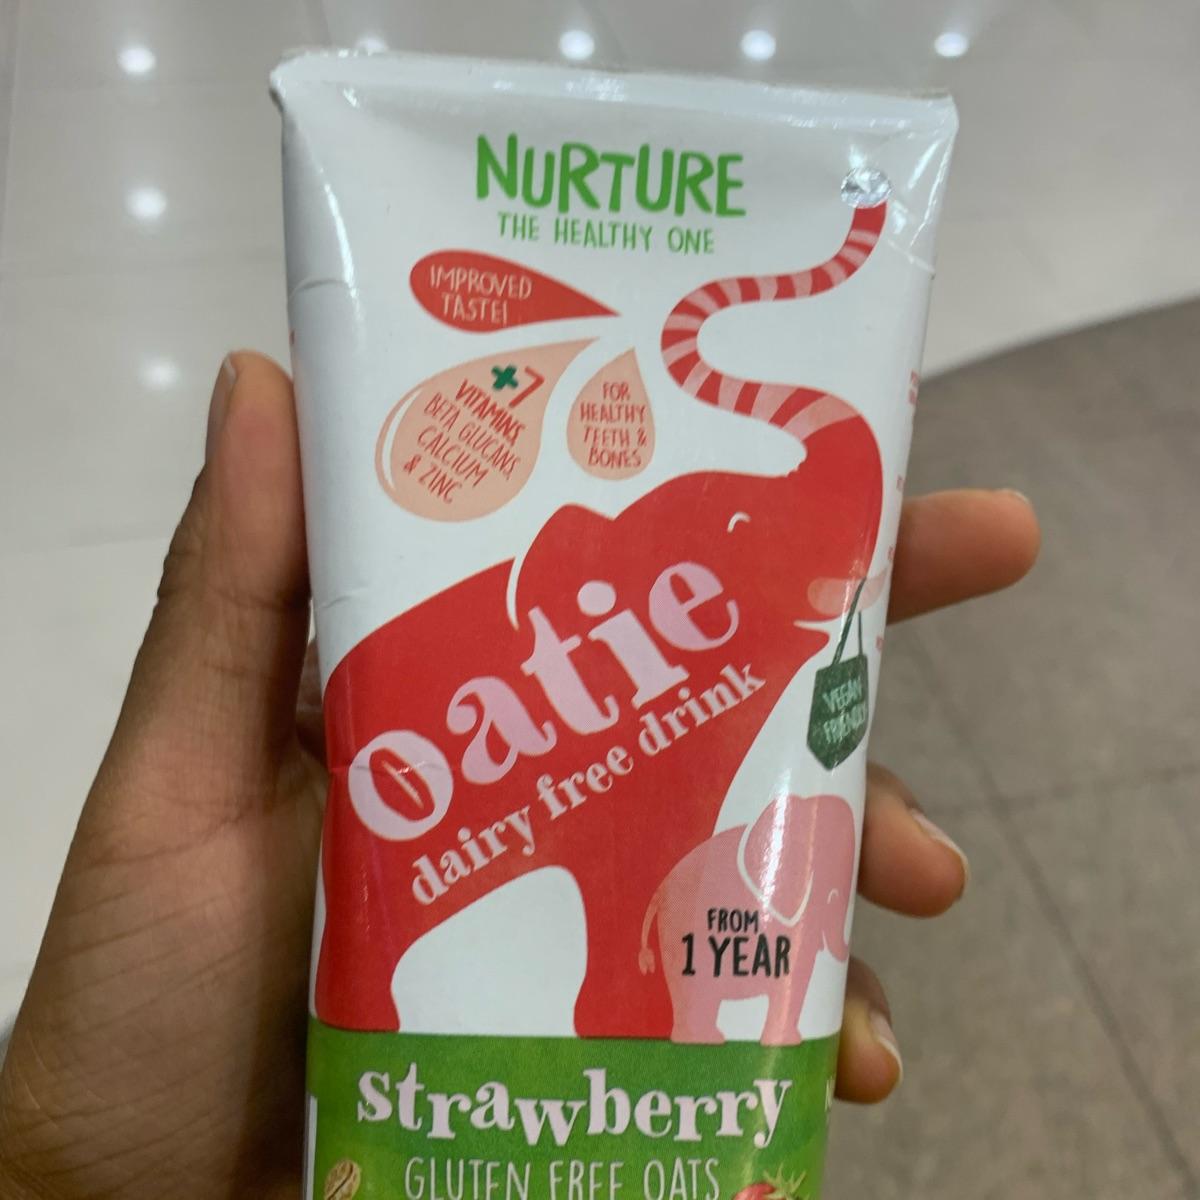 NURTURE
THE HEALTHY ONE
IMPROVED
TASTE!
+7
VITAMINS,
BETA GLUCANS,
CALCIUM
& ZINC
FOR
HEALTHY
TEETH &
BONES
oatie
dairy free drink
VEGAN
FRIENDLY
FROM
1 YEAR
strawberry
GLUTEN FREE OATS